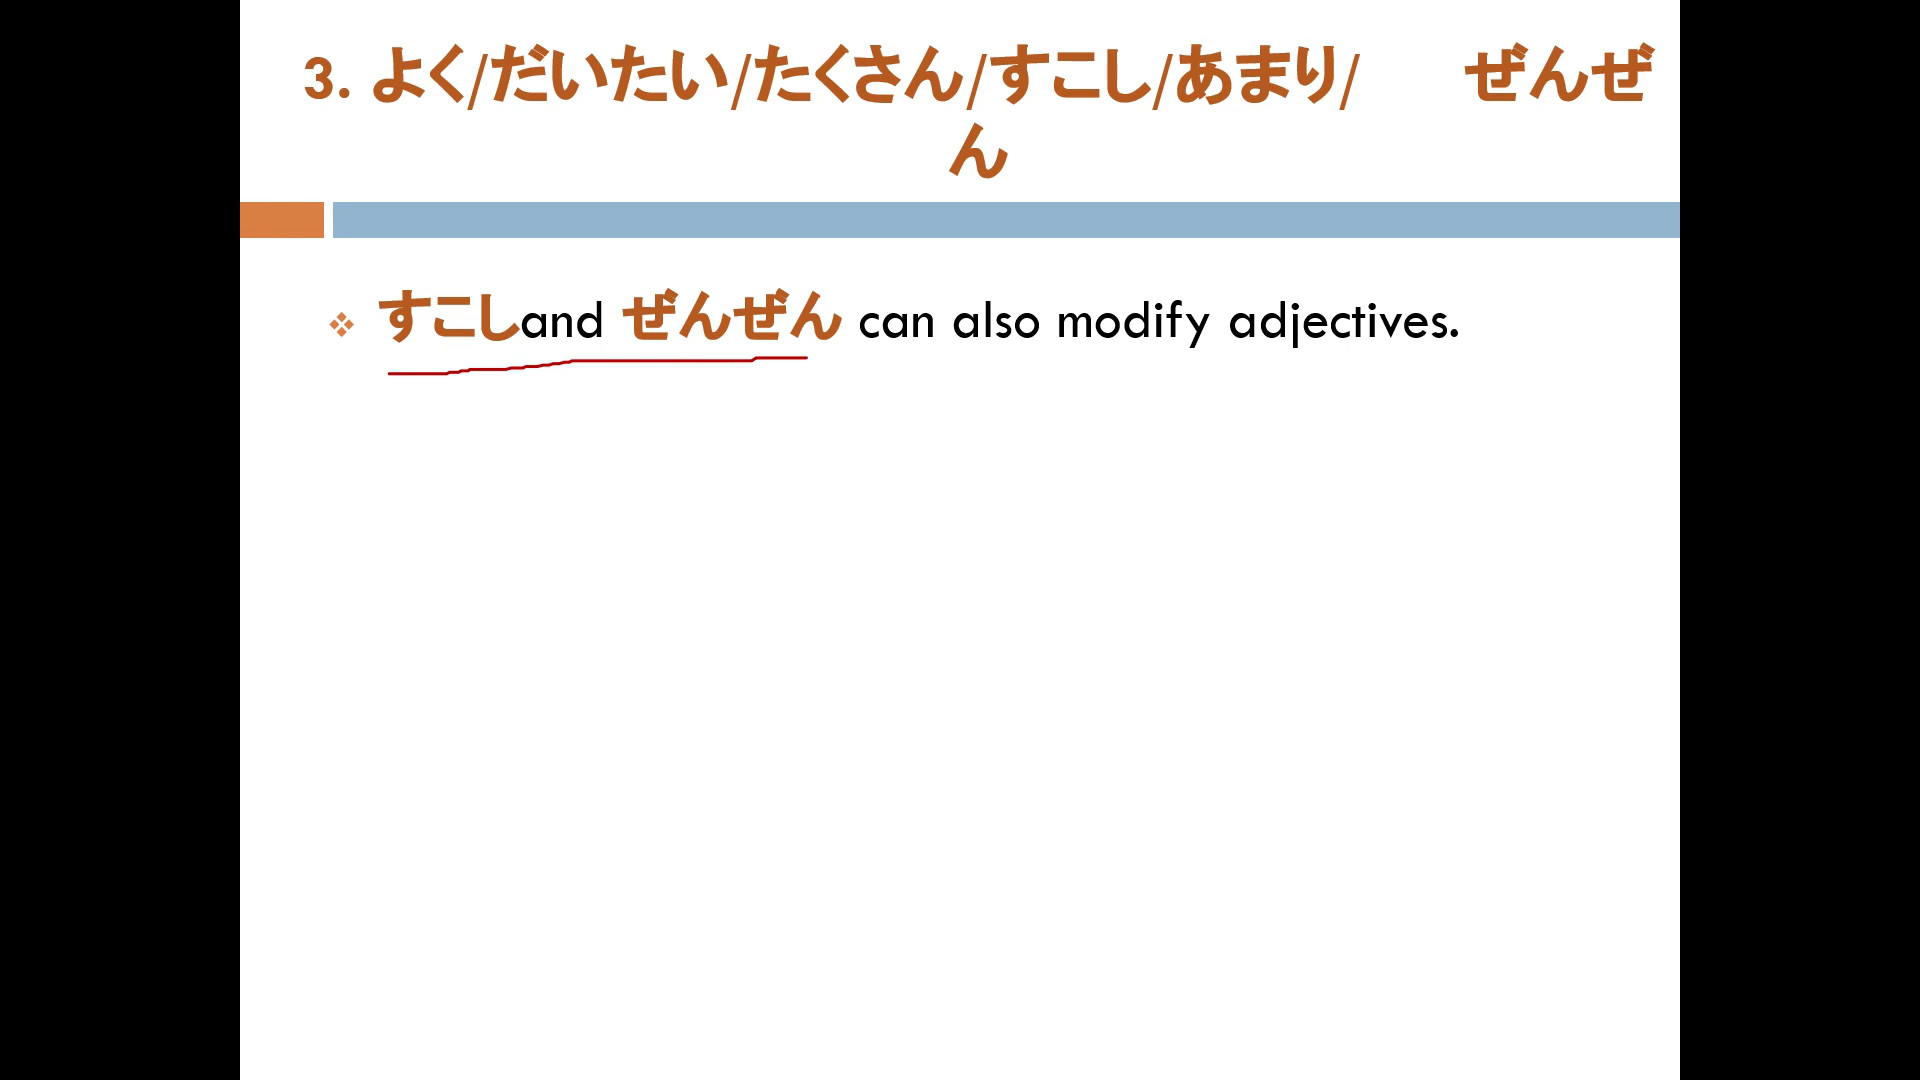 3. よく/だいたい/たくさん/すこし/あまり/　ぜんぜ
ん
すこしand ぜんぜん can also modify adjectives.